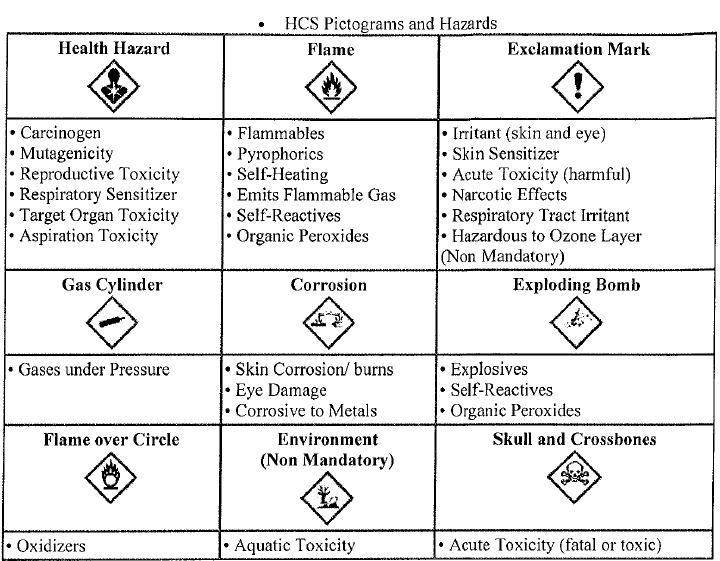 • HCS Pictograms and Hazards
Health Hazard
Flame
Exclamation Mark
• Carcinogen
• Mutagenicity
• Reproductive Toxicity
• Respiratory Sensitizer
• Target Organ Toxicity
• Aspiration Toxicity
• Flammables
• Pyrophorics
• Self-Heating
• Emits Flammable Gas
• Self-Reactives
• Organic Peroxides
• Irritant (skin and eye)
• Skin Sensitizer
• Acute Toxicity (harmful)
• Narcotic Effects
• Respiratory Tract Irritant
• Hazardous to Ozone Layer
(Non Mandatory)
Gas Cylinder
Corrosion
Exploding Bomb
• Gases under Pressure
• Skin Corrosion/ burns
• Eye Damage
• Corrosive to Metals
• Explosives
• Self-Reactives
• Organic Peroxides
Flame over Circle
Environment
(Non Mandatory)
Skull and Crossbones
• Oxidizers
• Aquatic Toxicity
• Acute Toxicity (fatal or toxic)